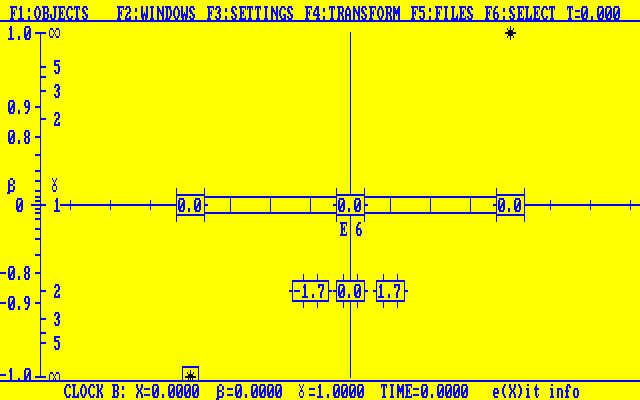 F1:OBJECTS F2:WINDOWS F3:SETTINGS F4:TRANSFORM F5:FILES F6:SELECT T=0.000
1.0 ∞
5
3
0.9
2
0.8
β γ
0 1 0.0 0.0 0.0
E 6
-0.8
2 -1.7 0.0 1.7
-0.9
3
5
-1.0 ∞
CLOCK B: X=0.0000 β=0.0000 γ=1.0000 TIME=0.0000 e(X)it info